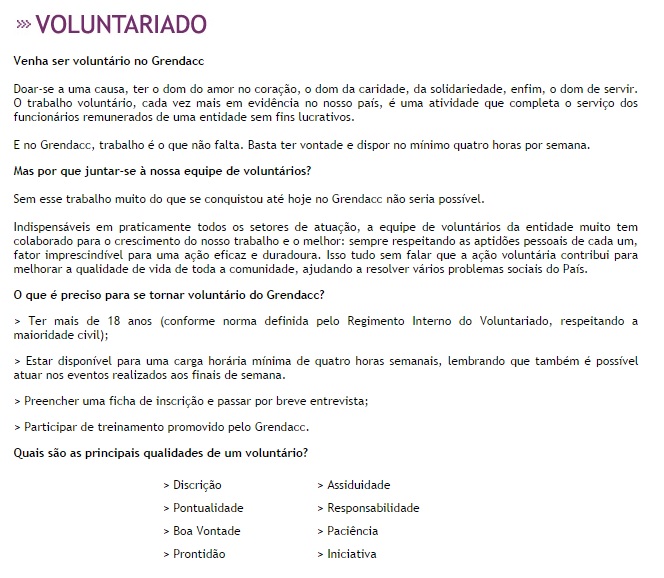 »» VOLUNTARIADO
Venha ser voluntário no Grendacc
Doar-se a uma causa, ter o dom do amor no coração, o dom da caridade, da solidariedade, enfim, o dom de servir.
O trabalho voluntário, cada vez mais em evidência no nosso país, é uma atividade que completa o serviço dos
funcionários remunerados de uma entidade sem fins lucrativos.
E no Grendacc, trabalho é o que não falta. Basta ter vontade e dispor no mínimo quatro horas por semana.
Mas por que juntar-se à nossa equipe de voluntários?
Sem esse trabalho muito do que se conquistou até hoje no Grendacc não seria possível.
Indispensáveis em praticamente todos os setores de atuação, a equipe de voluntários da entidade muito tem
colaborado para o crescimento do nosso trabalho e o melhor: sempre respeitando as aptidões pessoais de cada um,
fator imprescindível para uma ação eficaz e duradoura. Isso tudo sem falar que a ação voluntária contribui para
melhorar a qualidade de vida de toda a comunidade, ajudando a resolver vários problemas sociais do País.
O que é preciso para se tornar voluntário do Grendacc?
> Ter mais de 18 anos (conforme norma definida pelo Regimento Interno do Voluntariado, respeitando a
maioridade civil);
> Estar disponível para uma carga horária mínima de quatro horas semanais, lembrando que também é possível
atuar nos eventos realizados aos finais de semana.
> Preencher uma ficha de inscrição e passar por breve entrevista;
> Participar de treinamento promovido pelo Grendacc.
Quais são as principais qualidades de um voluntário?
> Discrição > Assiduidade
> Pontualidade > Responsabilidade
> Boa Vontade > Paciência
> Prontidão > Iniciativa